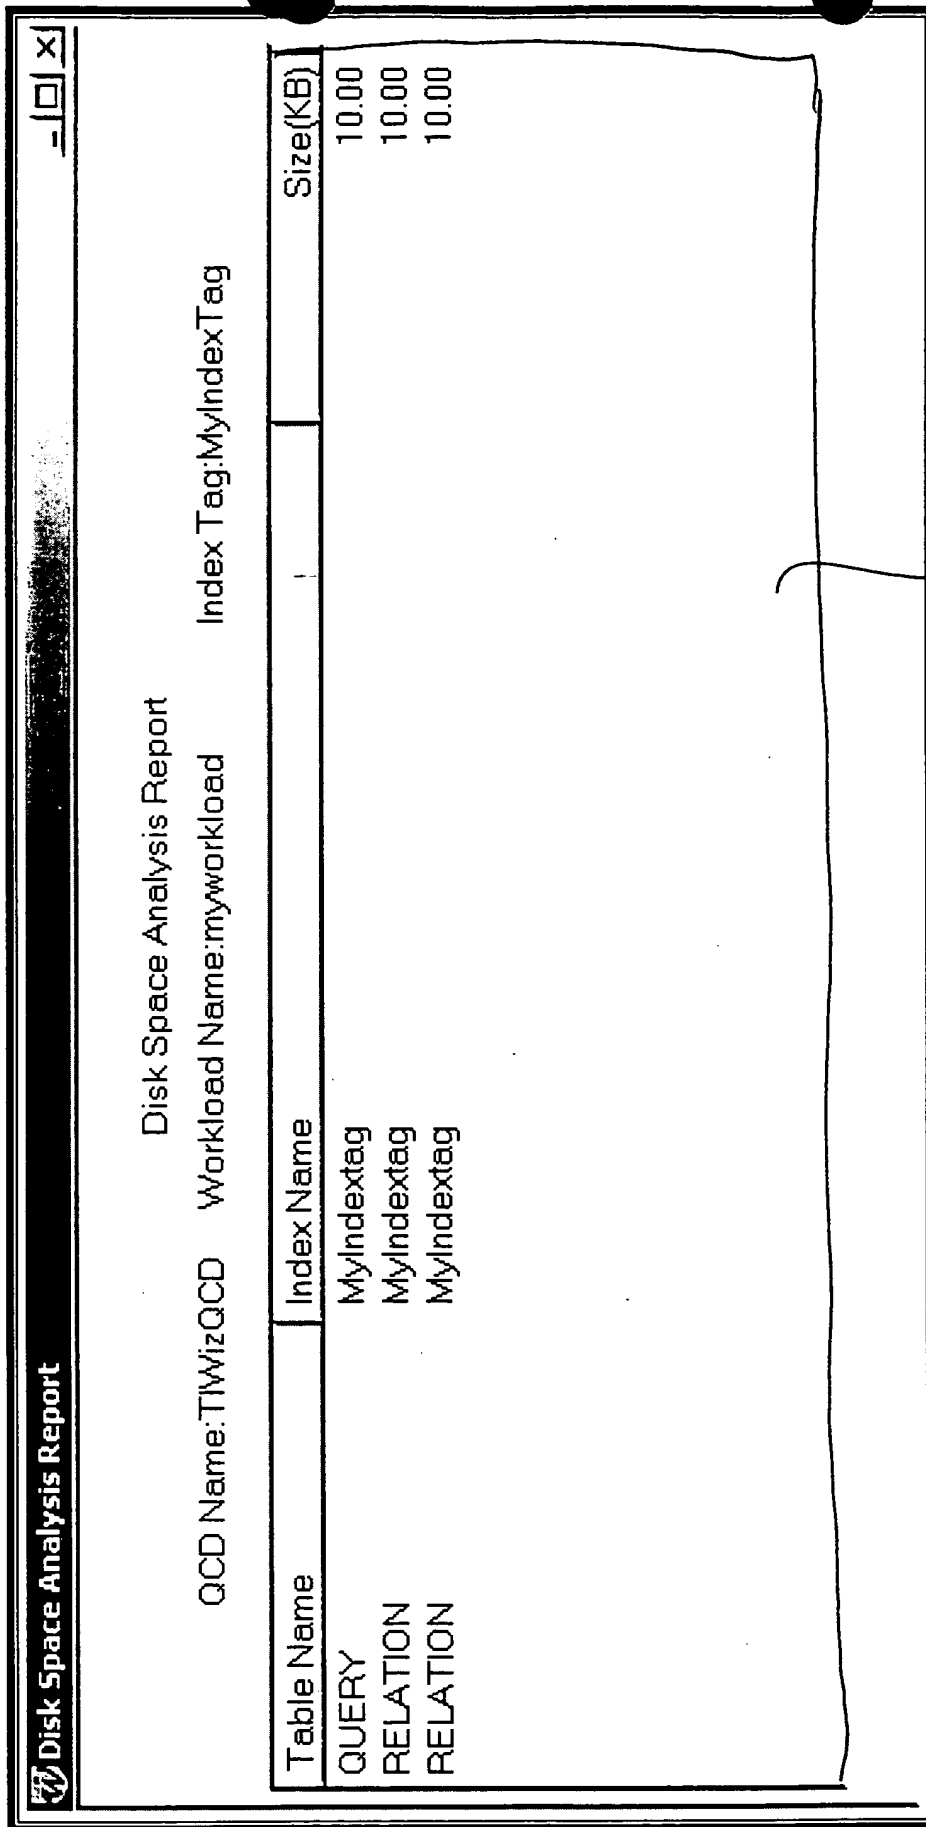 Disk Space Analysis Report
Disk Space Analysis Report
QCD Name:TIWizQCD Workload Name:myworkload Index Tag:MyIndexTag
Table Name Index Name Size(KB)
QUERY MyIndextag 10.00
RELATION MyIndextag 10.00
RELATION MyIndextag 10.00